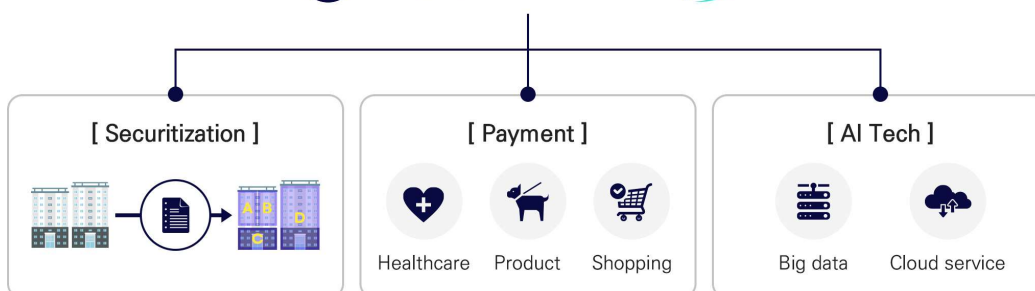 [ Securitization ]
A B
C
D
[ Payment ]
Healthcare Product Shopping
[ AI Tech ]
Big data Cloud service